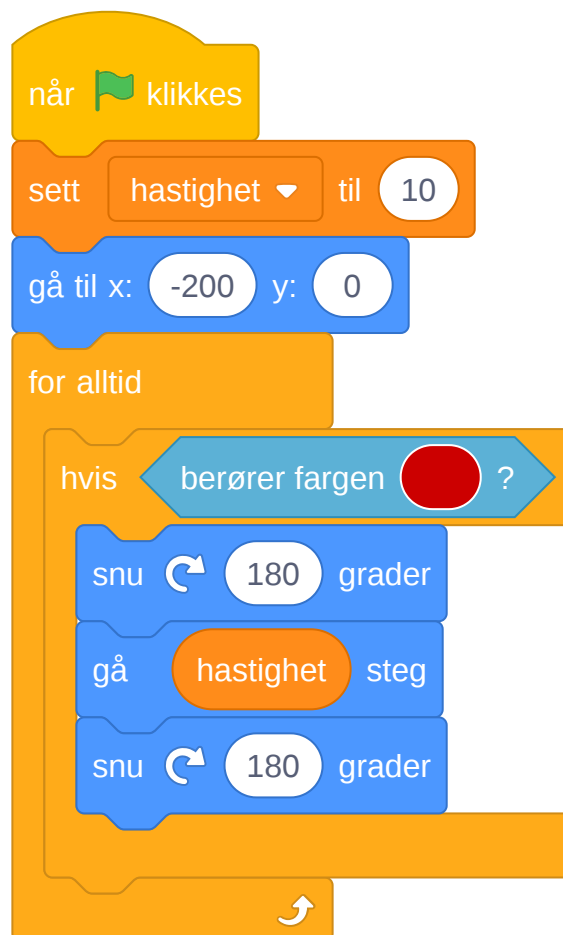 når klikkes
sett hastighet til 10
gå til x: -200 y: 0
for alltid
hvis berører fargen ?
snu 180 grader
gå hastighet steg
snu 180 grader